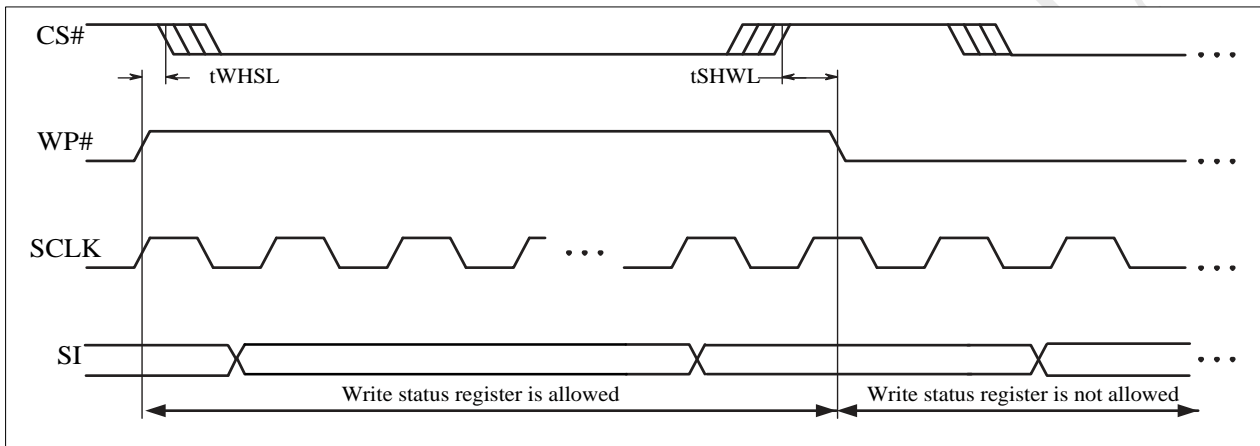 CS#
tWHSL
tSHWL
WP#
SCLK
SI
Write status register is allowed
Write status register is not allowed